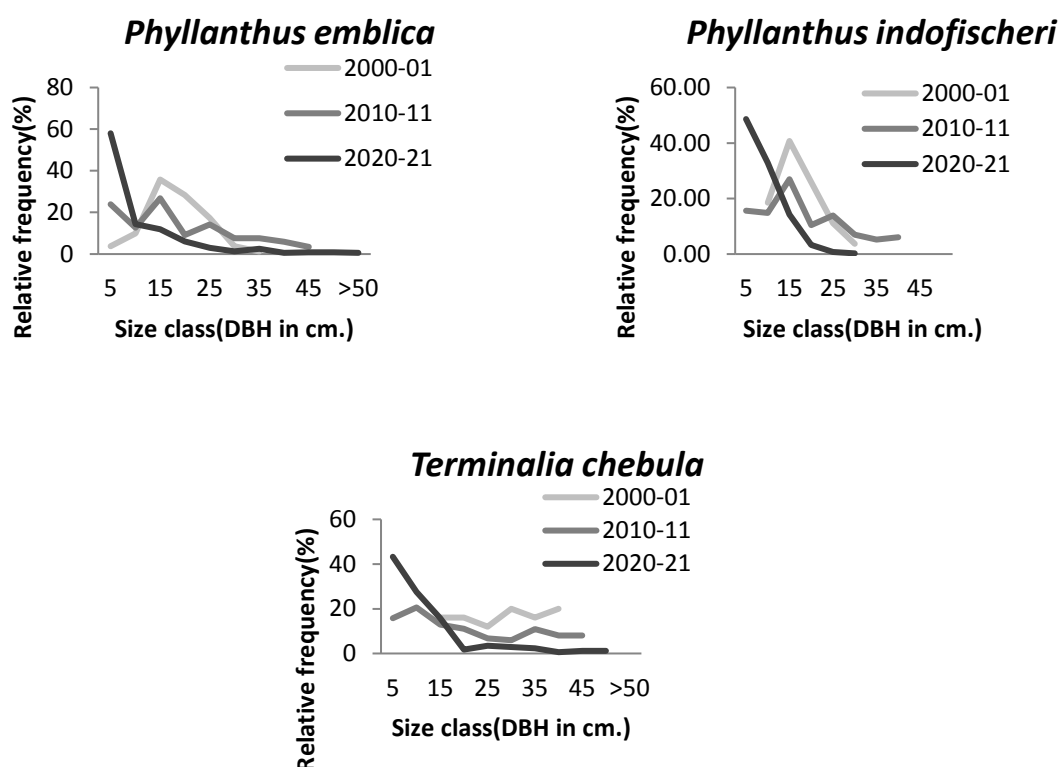 Phyllanthus emblica
2000-01
2010-11
2020-21
80
60
40
20
0
Relative frequency(%)
5 15 25 35 45 >50
Size class(DBH in cm.)
Phyllanthus indofischeri
2000-01
2010-11
2020-21
60.00
40.00
20.00
0.00
Relative frequency(%)
5 15 25 35 45
Size class(DBH in cm.)
Terminalia chebula
2000-01
2010-11
2020-21
60
40
20
0
Relative frequency(%)
5 15 25 35 45 >50
Size class(DBH in cm.)